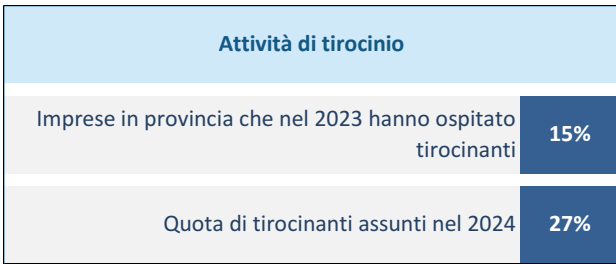 Attività di tirocinio
Imprese in provincia che nel 2023 hanno ospitato
tirocinanti
15%
Quota di tirocinanti assunti nel 2024
27%